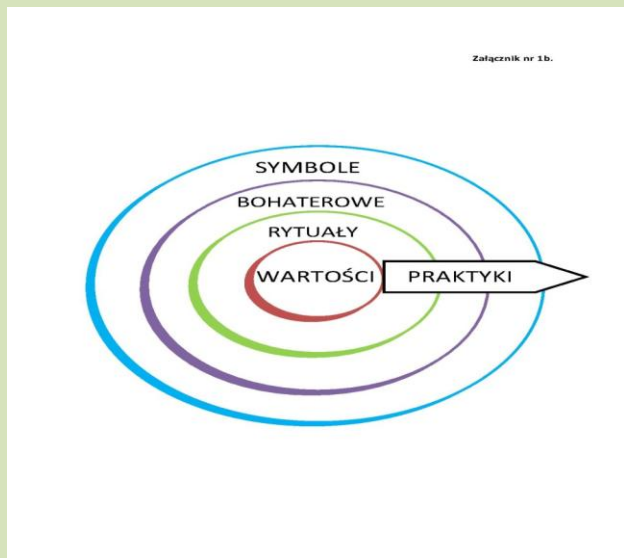 Załącznik nr 1b.
SYMBOLE
BOHATEROWE
RYTUAŁY
WARTOŚCI
PRAKTYKI